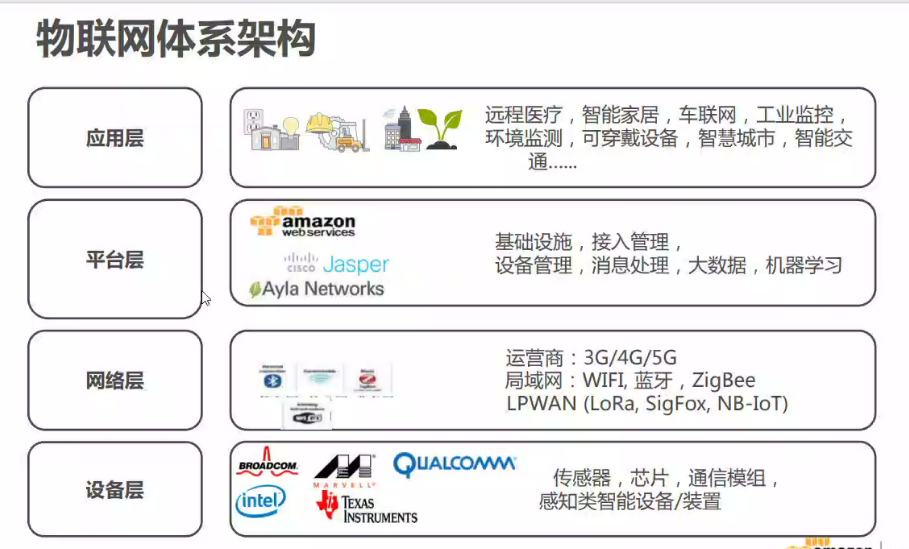 物联网体系架构
应用层
远程医疗，智能家居，车联网，工业监控，
环境监测，可穿戴设备，智慧城市，智能交
通......
平台层
amazon
webservices
CISCO Jasper
Ayla Networks
基础设施，接入管理，
设备管理，消息处理，大数据，机器学习
网络层
运营商：3G/4G/5G
局域网：WIFI, 蓝牙，ZigBee
LPWAN (LoRa, SigFox, NB-IoT)
设备层
BROADCOM
MARVELL
QUALCOMM
intel
TEXAS
INSTRUMENTS
传感器，芯片，通信模组，
感知类智能设备/装置
amazon